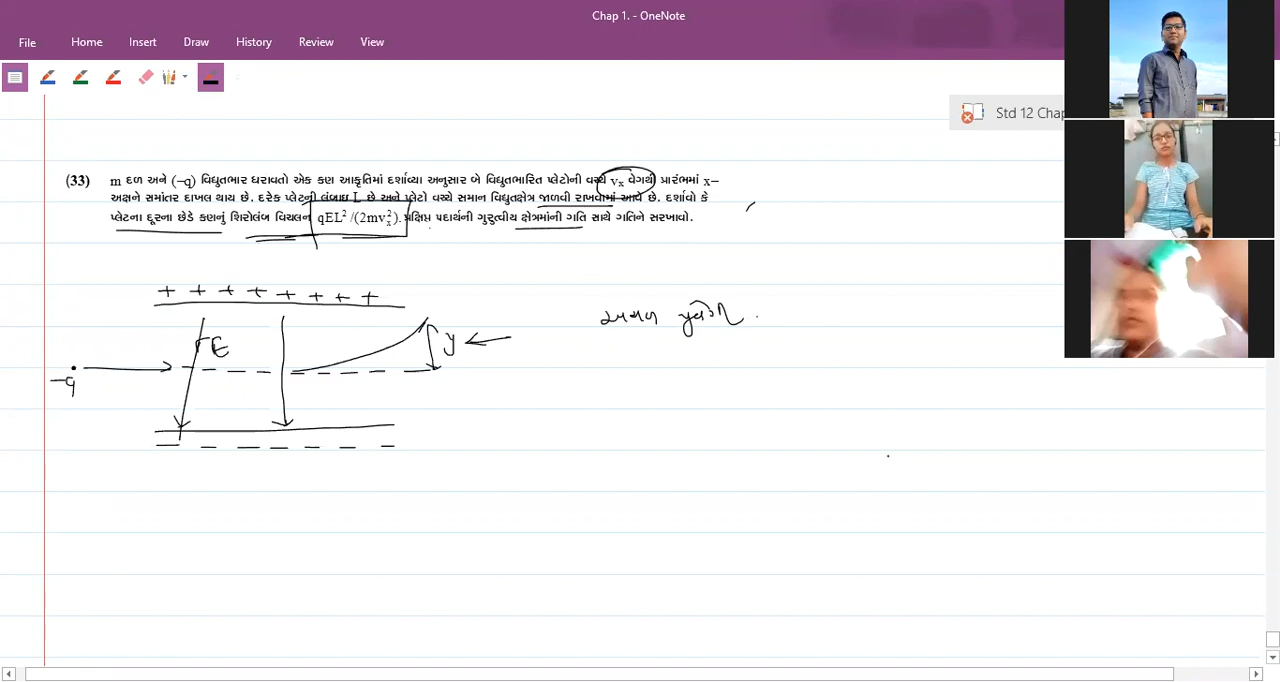 Chap 1. - OneNote
File Home Insert Draw History Review View
Std 12 Chap
(33) m દળ અને (–q) વિદ્યુતભાર ધરાવતો એક કણ આકૃતિમાં દર્શાવ્યા અનુસાર બે વિદ્યુતભારિત પ્લેટોની વચ્ચે vₓ વેગથી પ્રારંભમાં x–
અક્ષને સમાંતર દાખલ થાય છે. દરેક પ્લેટની લંબાઇ L છે અને પ્લેટો વચ્ચે સમાન વિદ્યુતક્ષેત્ર જાળવી રાખવામાં આવે છે. દર્શાવો કે
પ્લેટના દૂરના છેડે કણનું શિરોલંબ વિચલન qEL²/(2mvₓ²). પ્રક્ષિપ્ત પદાર્થની ગુરુત્વીય ક્ષેત્રમાંની ગતિ સાથે ગતિને સરખાવો.
+ + + + + + + +
E
y
–q
– – – – – – –